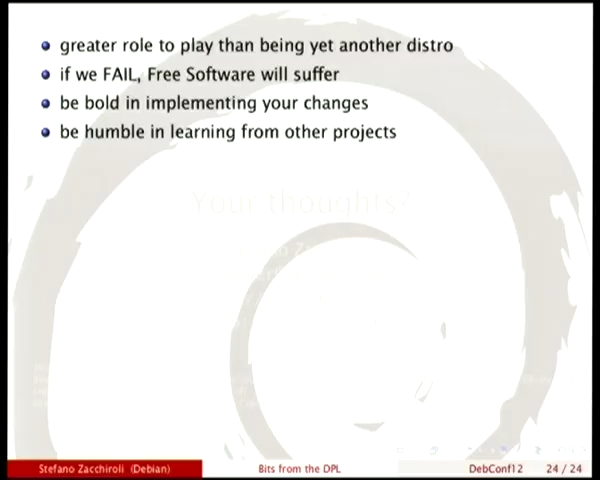 greater role to play than being yet another distro
if we FAIL, Free Software will suffer
be bold in implementing your changes
be humble in learning from other projects
Your thoughts?
Stefano Zacchiroli (Debian) Bits from the DPL DebConf12 24 / 24